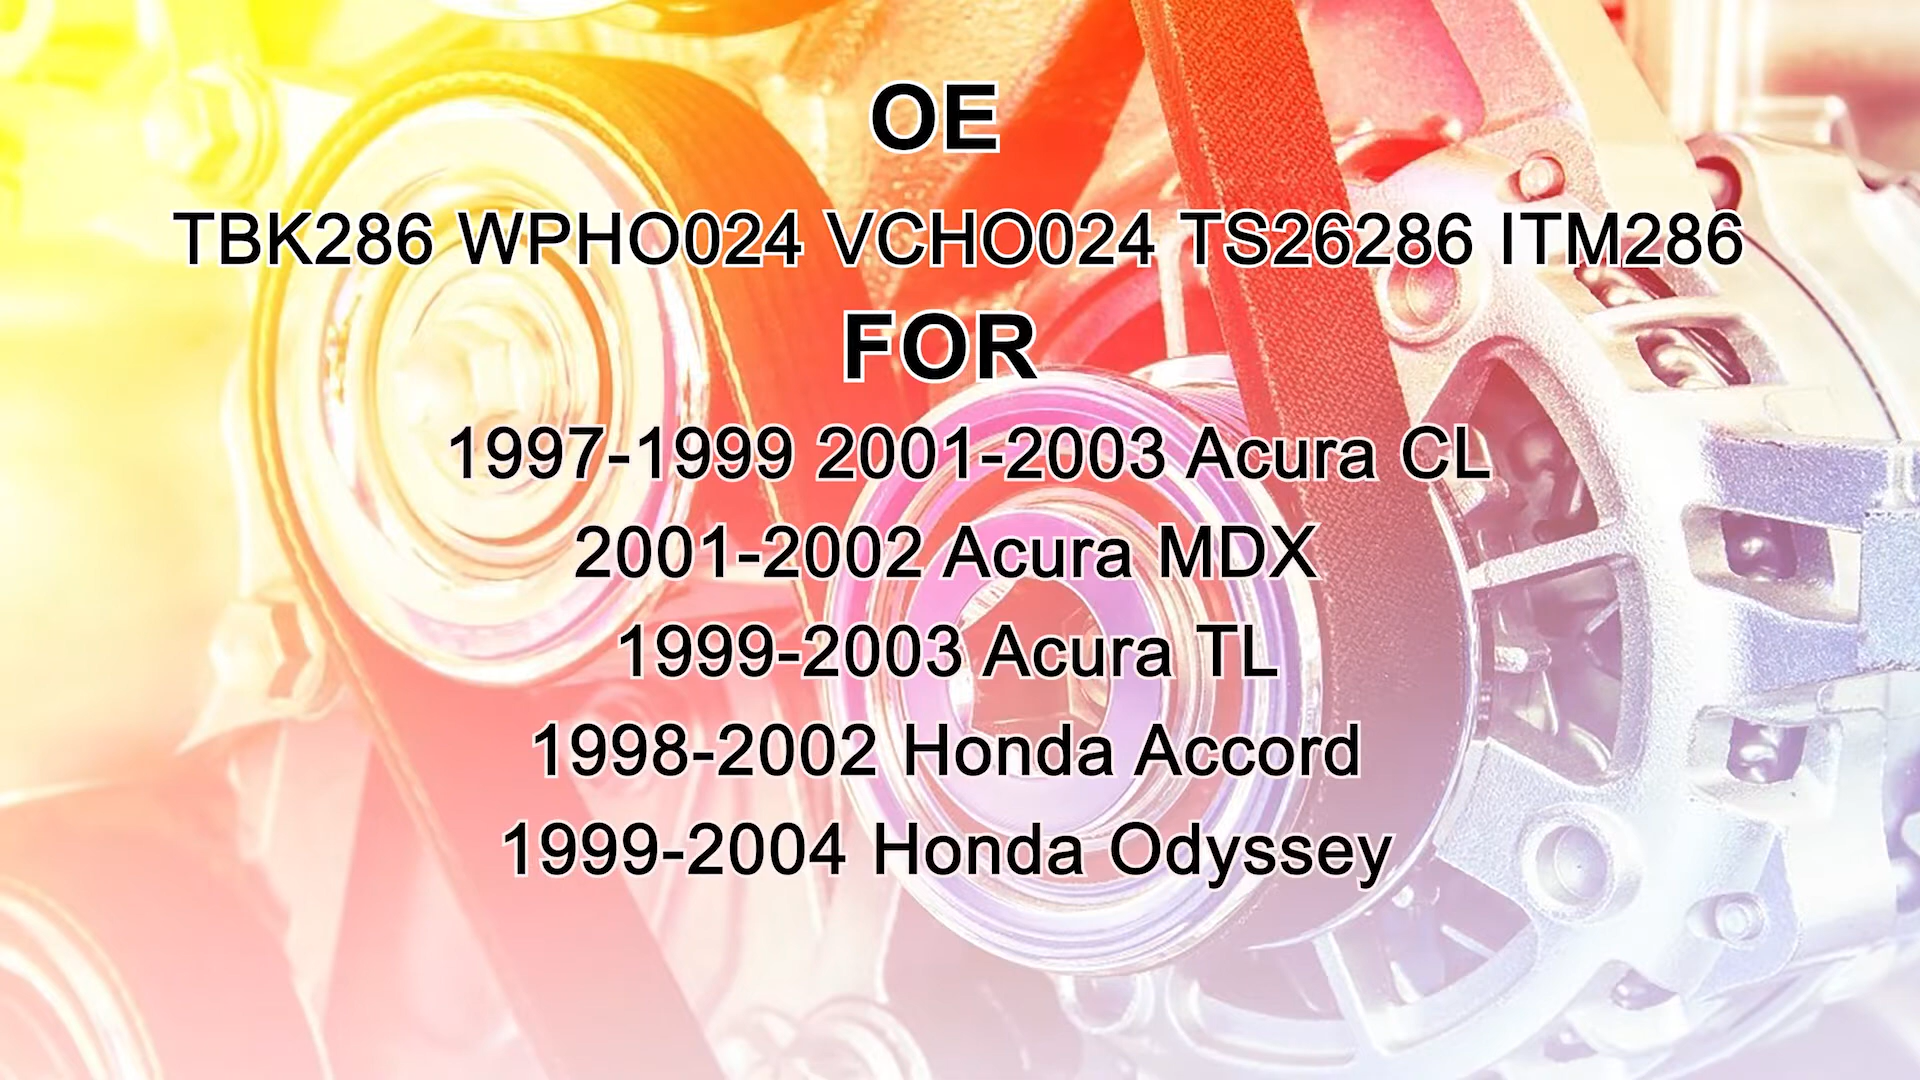 OE
TBK286 WPHO024 VCHO024 TS26286 ITM286
FOR
1997-1999 2001-2003 Acura CL
2001-2002 Acura MDX
1999-2003 Acura TL
1998-2002 Honda Accord
1999-2004 Honda Odyssey